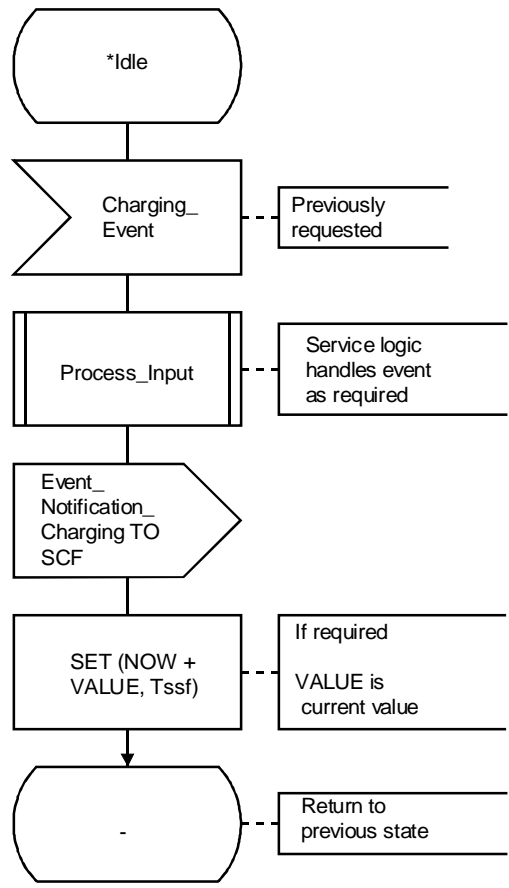 *Idle
Charging_
Event
Previously
requested
Process_Input
Service logic
handles event
as required
Event_
Notification_
Charging TO
SCF
SET (NOW +
VALUE, Tssf)
If required
VALUE is
current value
-
Return to
previous state